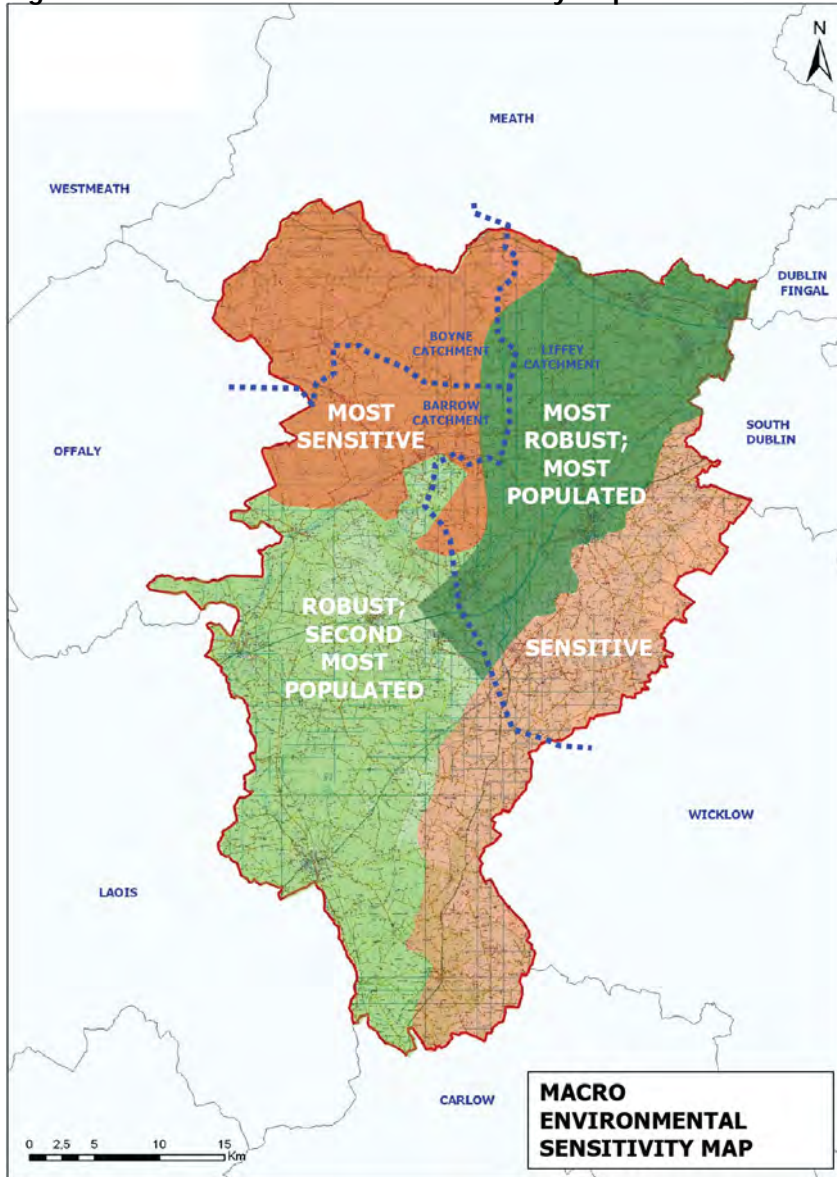 N
MEATH
WESTMEATH
DUBLIN
FINGAL
BOYNE
CATCHMENT
LIFFEY
CATCHMENT
BARROW
CATCHMENT
MOST
SENSITIVE
MOST
ROBUST;
MOST
POPULATED
SOUTH
DUBLIN
OFFALY
ROBUST;
SECOND
MOST
POPULATED
SENSITIVE
WICKLOW
LAOIS
CARLOW
MACRO
ENVIRONMENTAL
SENSITIVITY MAP
0 2,5 5 10 15
Km